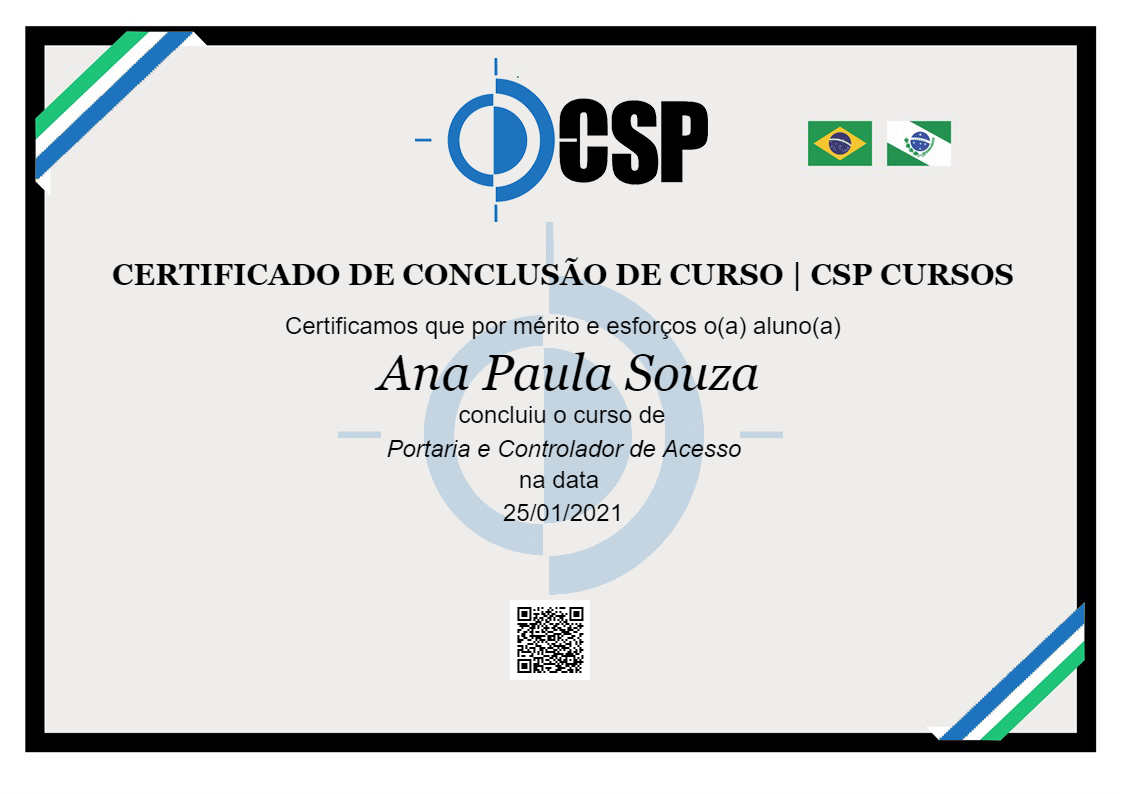 CSP
CERTIFICADO DE CONCLUSÃO DE CURSO | CSP CURSOS
Certificamos que por mérito e esforços o(a) aluno(a)
Ana Paula Souza
concluiu o curso de
Portaria e Controlador de Acesso
na data
25/01/2021